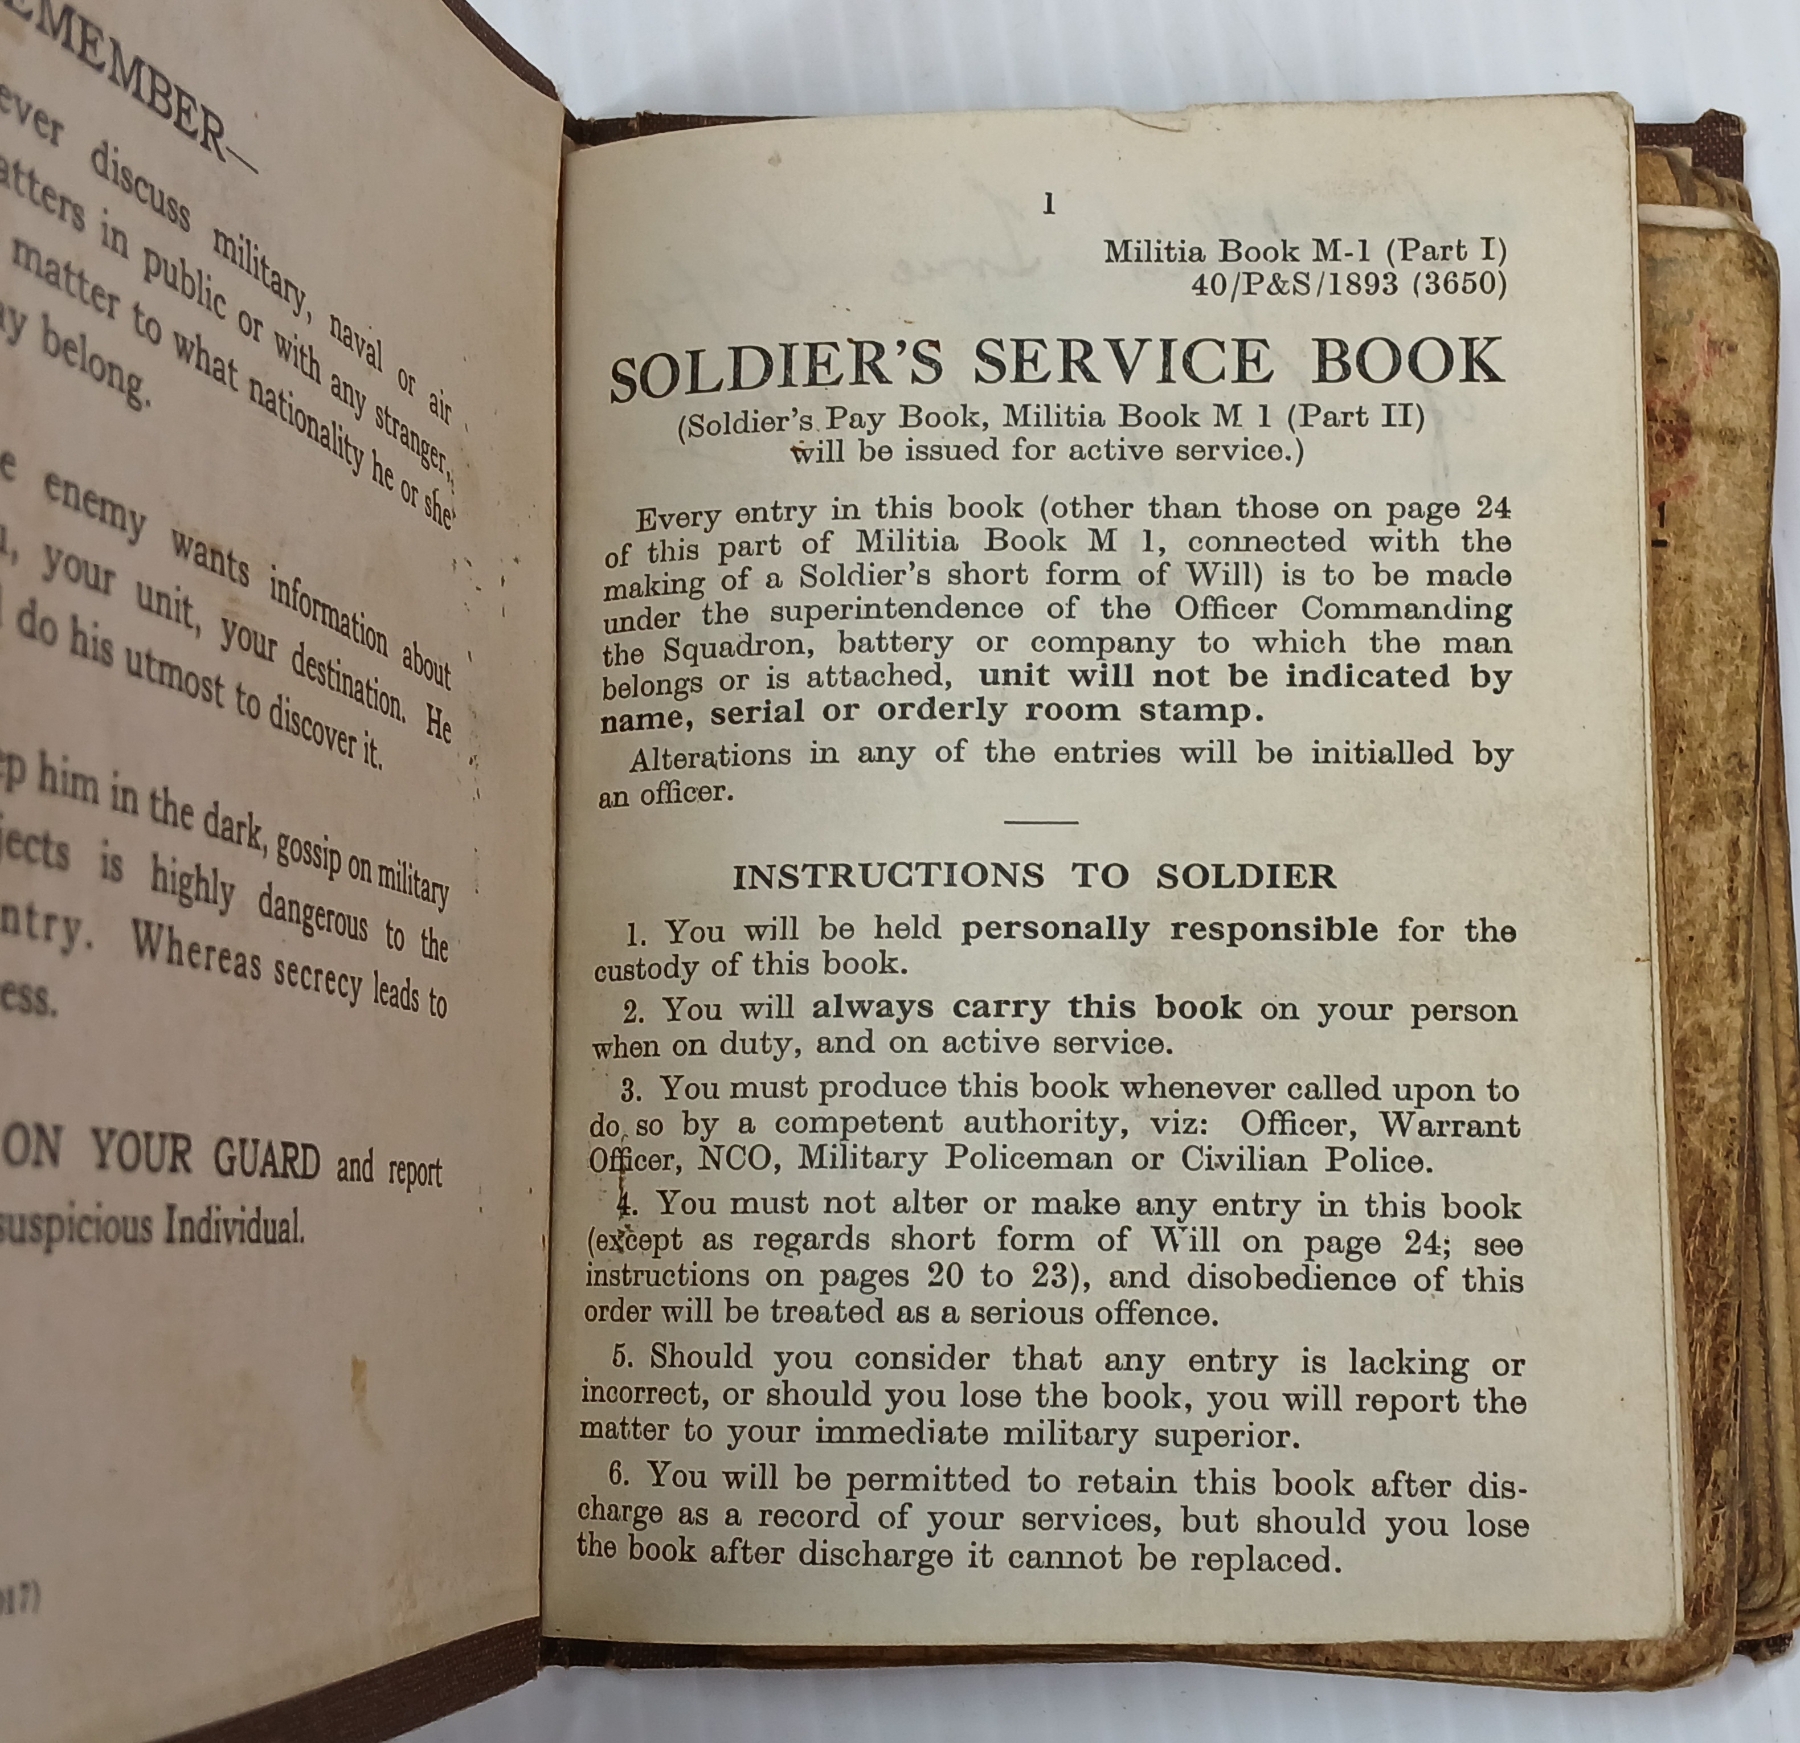 EMEMBER—
ever discuss military, naval or air
atters in public or with any stranger,
matter to what nationality he or she
ay belong.
e enemy wants information about
, your unit, your destination. He
do his utmost to discover it.
ep him in the dark, gossip on military
jects is highly dangerous to the
ntry. Whereas secrecy leads to
ess.
ON YOUR GUARD and report
suspicious Individual.
017)
1
Militia Book M-1 (Part I)
40/P&S/1893 (3650)
SOLDIER'S SERVICE BOOK
(Soldier's Pay Book, Militia Book M 1 (Part II)
will be issued for active service.)
Every entry in this book (other than those on page 24
of this part of Militia Book M 1, connected with the
making of a Soldier's short form of Will) is to be made
under the superintendence of the Officer Commanding
the Squadron, battery or company to which the man
belongs or is attached, unit will not be indicated by
name, serial or orderly room stamp.
Alterations in any of the entries will be initialled by
an officer.
INSTRUCTIONS TO SOLDIER
1. You will be held personally responsible for the
custody of this book.
2. You will always carry this book on your person
when on duty, and on active service.
3. You must produce this book whenever called upon to
do so by a competent authority, viz: Officer, Warrant
Officer, NCO, Military Policeman or Civilian Police.
4. You must not alter or make any entry in this book
(except as regards short form of Will on page 24; see
instructions on pages 20 to 23), and disobedience of this
order will be treated as a serious offence.
5. Should you consider that any entry is lacking or
incorrect, or should you lose the book, you will report the
matter to your immediate military superior.
6. You will be permitted to retain this book after dis-
charge as a record of your services, but should you lose
the book after discharge it cannot be replaced.